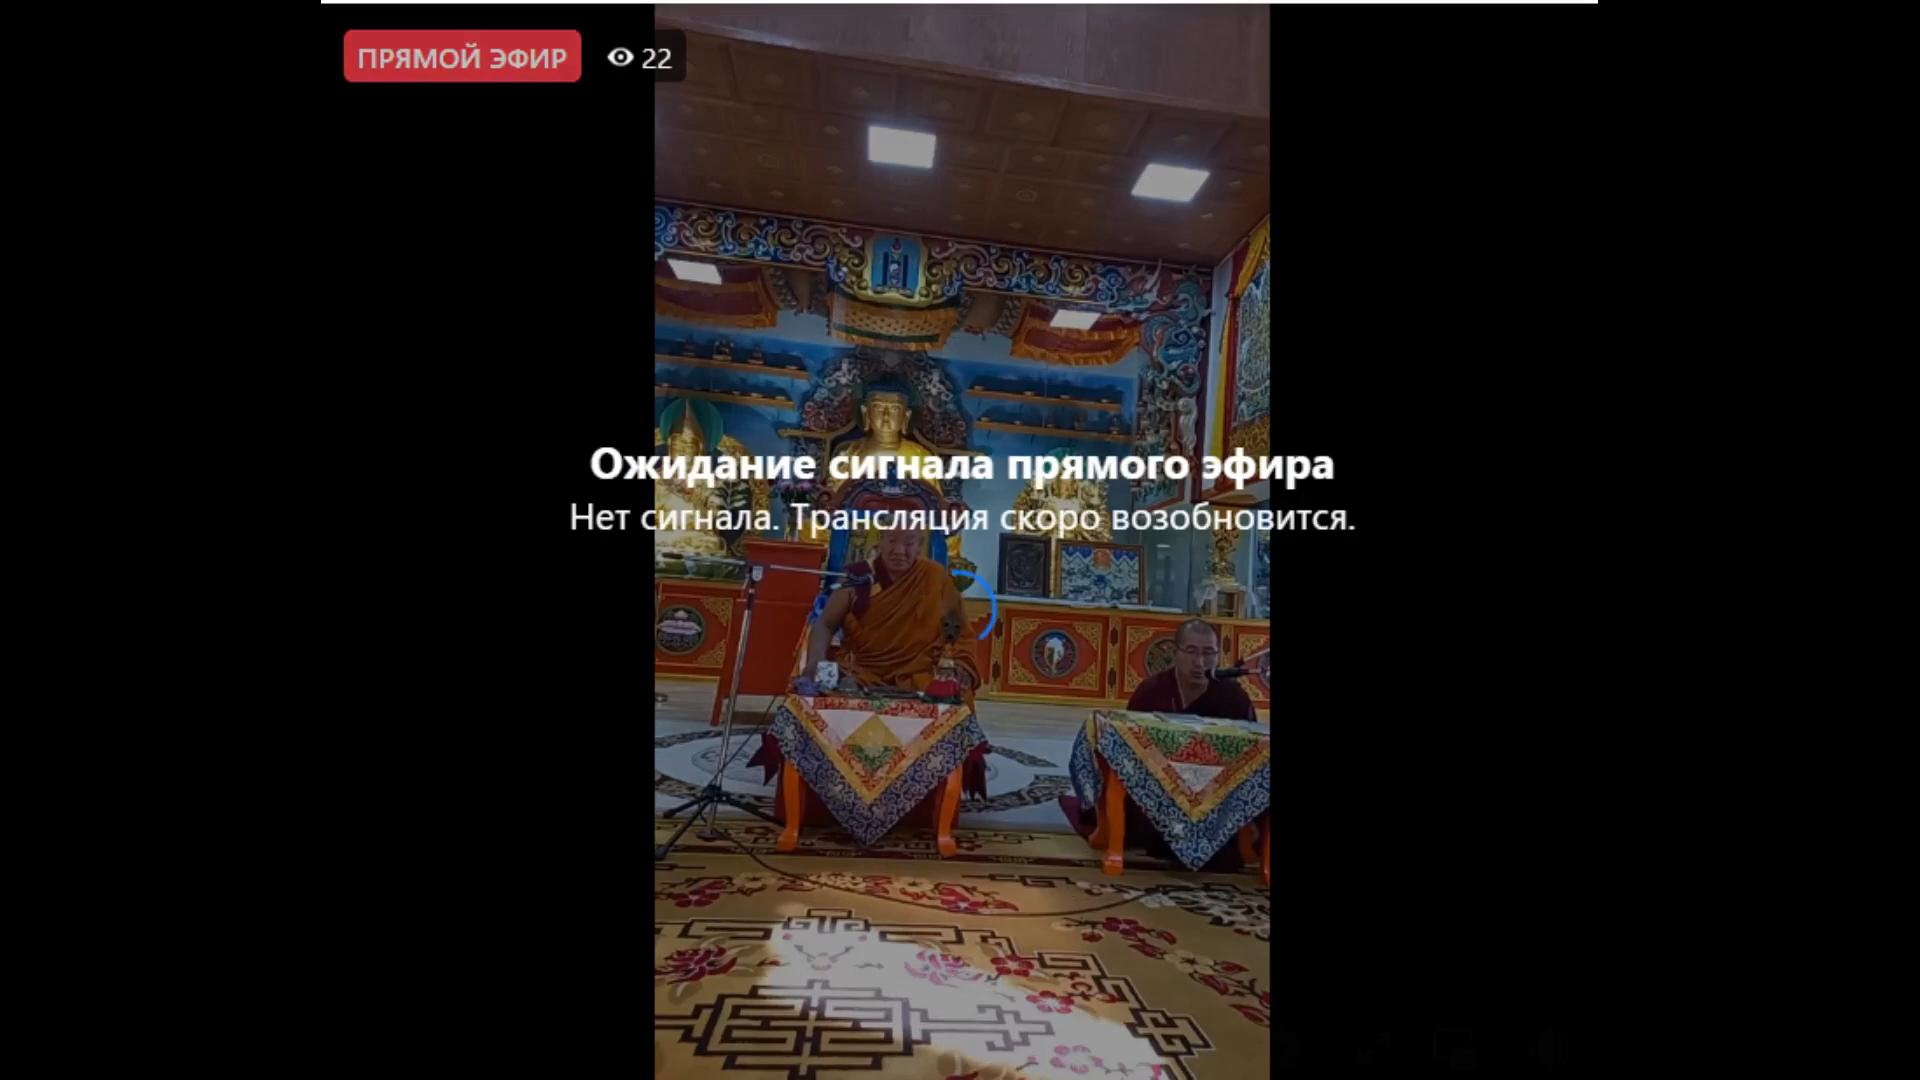 ПРЯМОЙ ЭФИР 22
Ожидание сигнала прямого эфира
Нет сигнала. Трансляция скоро возобновится.